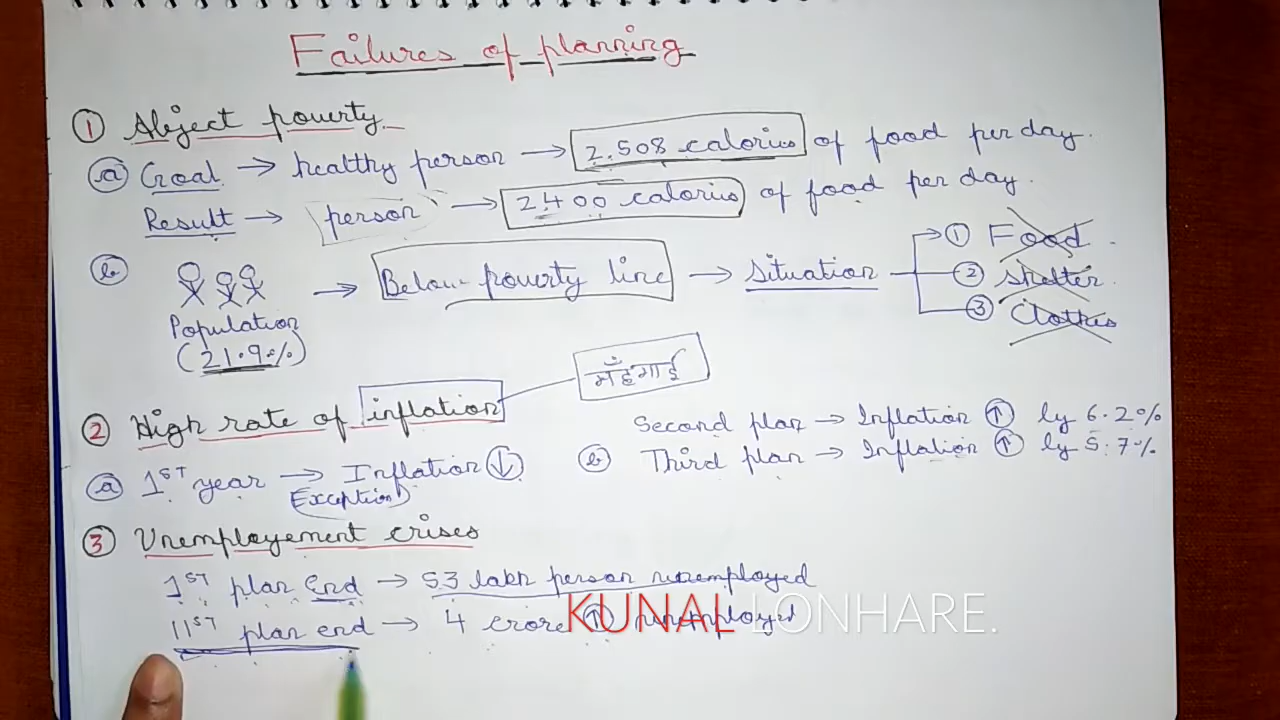 Failures of planning
① Abject poverty
ⓐ Goal → healthy person → 2.508 calories of food per day.
Result → person → 2400 calories of food per day.
ⓑ Population (21.9%) → Below poverty line → situation
① Food.
② Shelter.
③ Clothes
② High rate of inflation
मँहगाई
ⓐ 1ST year → Inflation ↓
(Exception)
ⓑ Second plan → Inflation ↑ by 6.2%
Third plan → Inflation ↑ by 5.7%
③ Unemployement crises
1ST plan End → 53 lakh person unemployed
11ST plan end → 4 crore ↑ unemployed
KUNAL LONHARE.